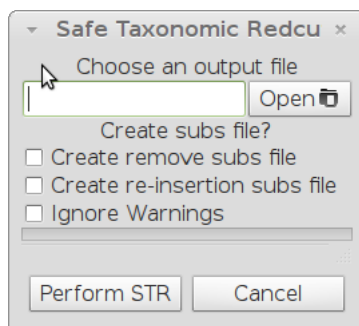 Safe Taxonomic Redcu
Choose an output file
Open
Create subs file?
Create remove subs file
Create re-insertion subs file
Ignore Warnings
Perform STR
Cancel